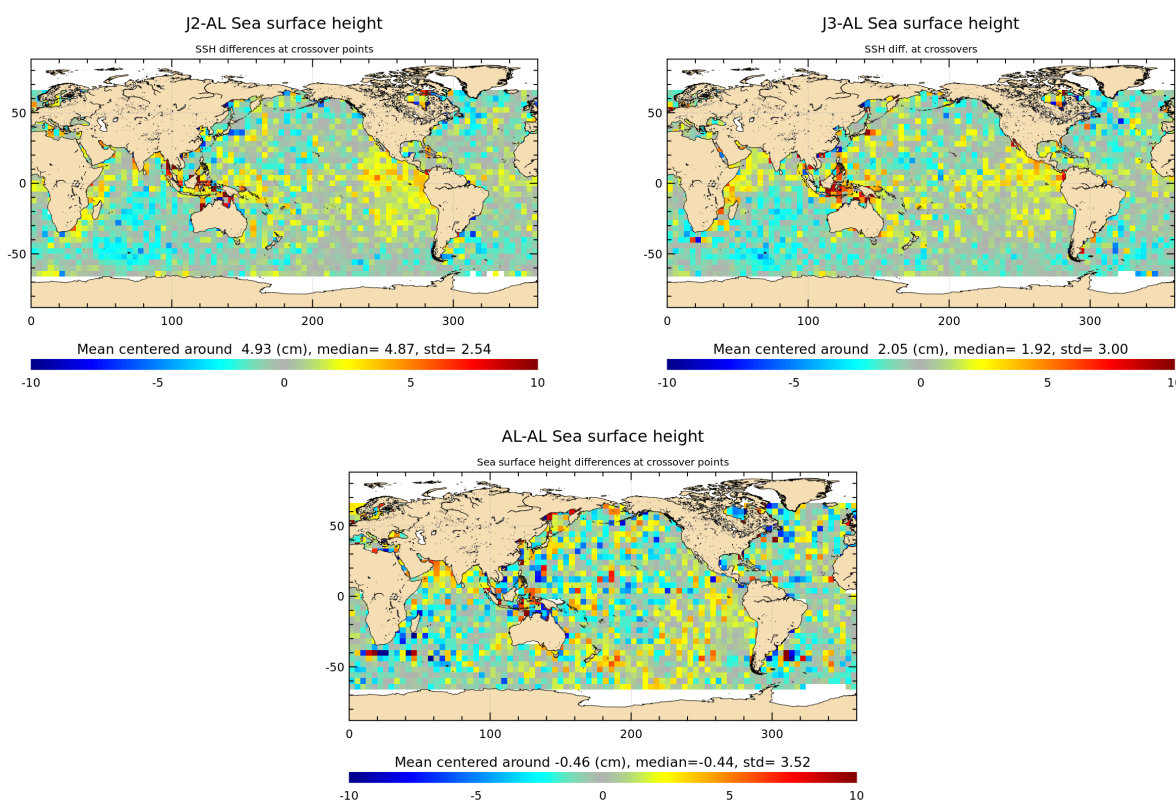 J2-AL Sea surface height
SSH differences at crossover points
50
0
-50
0 100 200 300
Mean centered around 4.93 (cm), median= 4.87, std= 2.54
-10 -5 0 5 10
J3-AL Sea surface height
SSH diff. at crossovers
50
0
-50
0 100 200 300
Mean centered around 2.05 (cm), median= 1.92, std= 3.00
-10 -5 0 5
AL-AL Sea surface height
Sea surface height differences at crossover points
50
0
-50
0 100 200 300
Mean centered around -0.46 (cm), median=-0.44, std= 3.52
-10 -5 0 5 10